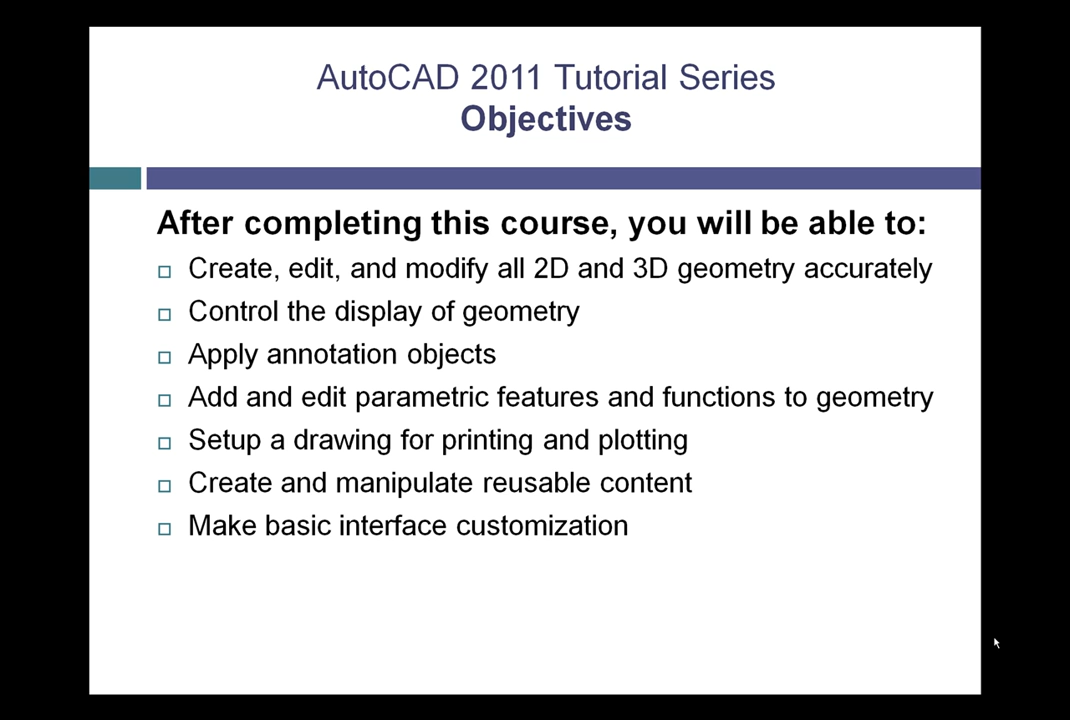 AutoCAD 2011 Tutorial Series
Objectives
After completing this course, you will be able to:
Create, edit, and modify all 2D and 3D geometry accurately
Control the display of geometry
Apply annotation objects
Add and edit parametric features and functions to geometry
Setup a drawing for printing and plotting
Create and manipulate reusable content
Make basic interface customization